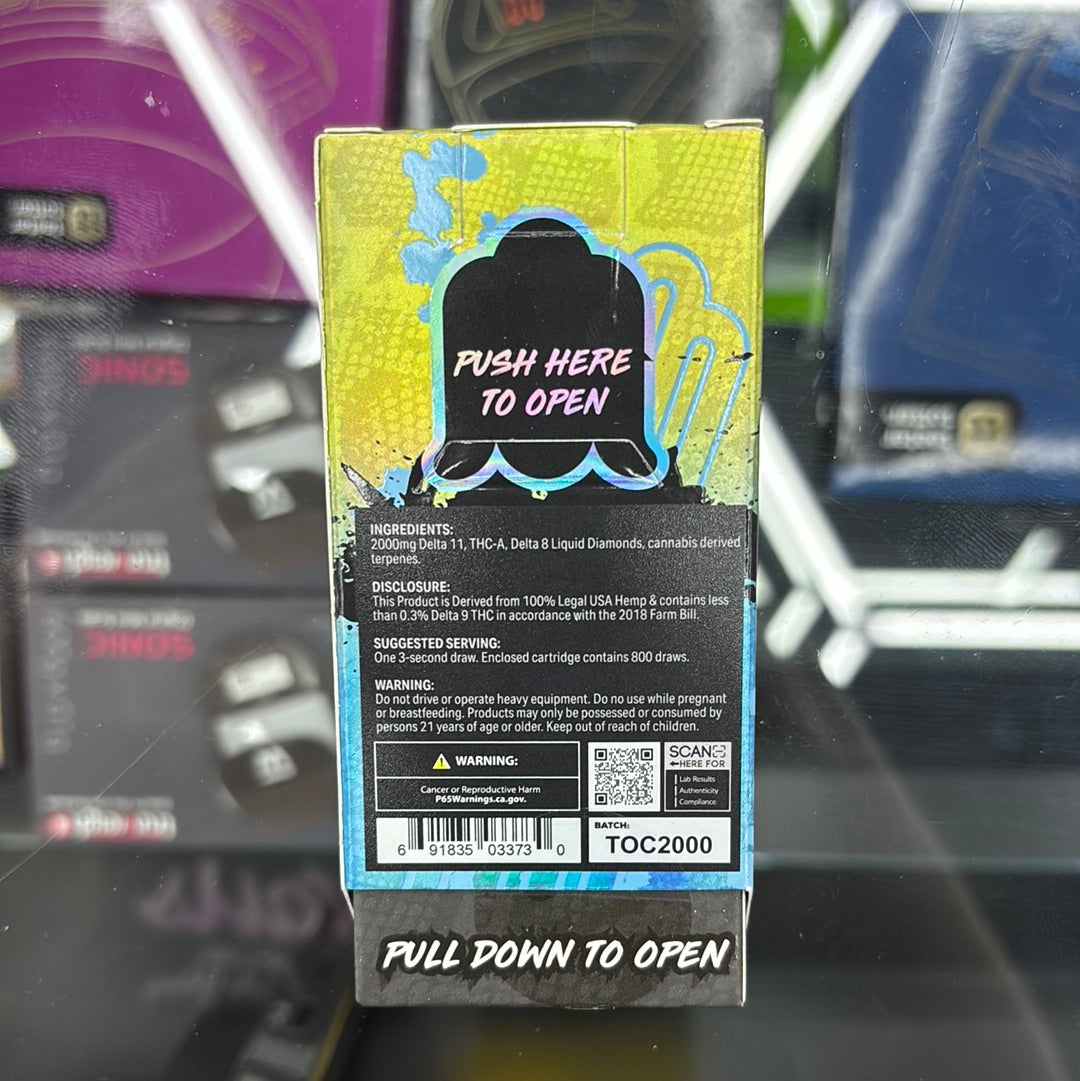 PUSH HERE
TO OPEN
INGREDIENTS:
2000mg Delta 11, THC-A, Delta 8 Liquid Diamonds, cannabis derived
terpenes.
DISCLOSURE:
This Product is Derived from 100% Legal USA Hemp & contains less
than 0.3% Delta 9 THC in accordance with the 2018 Farm Bill.
SUGGESTED SERVING:
One 3-second draw. Enclosed cartridge contains 800 draws.
WARNING:
Do not drive or operate heavy equipment. Do no use while pregnant
or breastfeeding. Products may only be possessed or consumed by
persons 21 years of age or older. Keep out of reach of children.
WARNING:
Cancer or Reproductive Harm
P65Warnings.ca.gov.
SCAN
HERE FOR
Lab Results
Authenticity
Compliance
6 91835 03373 0
BATCH:
TOC2000
PULL DOWN TO OPEN
SONIC
SONIC